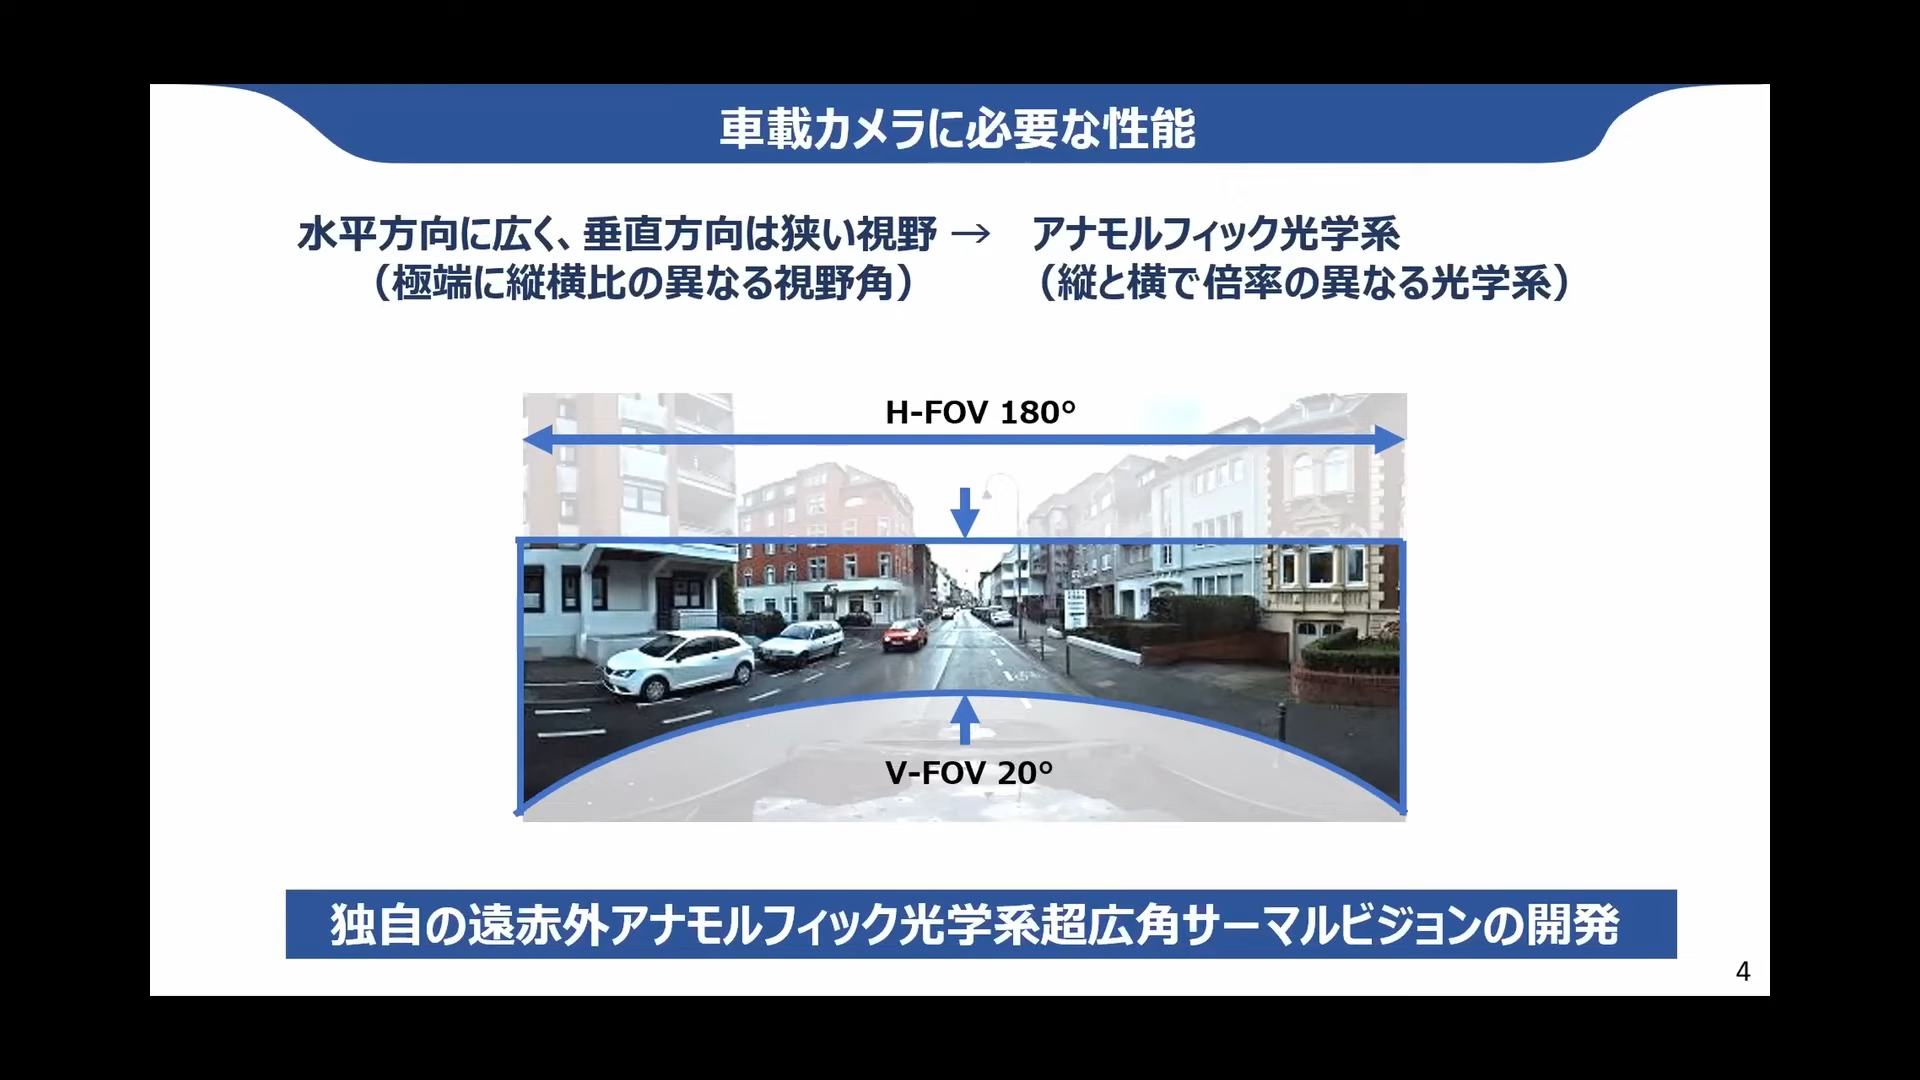 車載カメラに必要な性能
水平方向に広く、垂直方向は狭い視野 → アナモルフィック光学系
（極端に縦横比の異なる視野角） （縦と横で倍率の異なる光学系）
H-FOV 180°
V-FOV 20°
独自の遠赤外アナモルフィック光学系超広角サーマルビジョンの開発
4